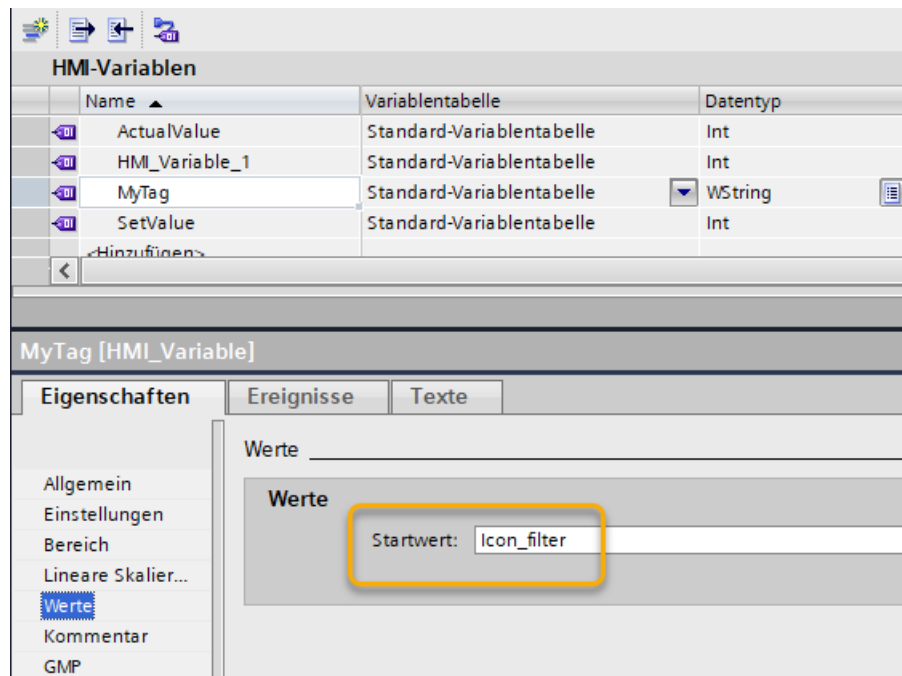 HMI-Variablen
Name Variablentabelle Datentyp
ActualValue Standard-Variablentabelle Int
HMI_Variable_1 Standard-Variablentabelle Int
MyTag Standard-Variablentabelle WString
SetValue Standard-Variablentabelle Int
<Hinzufügen>
MyTag [HMI_Variable]
Eigenschaften Ereignisse Texte
Werte
Allgemein
Einstellungen
Bereich
Lineare Skalier...
Werte
Kommentar
GMP
Werte
Startwert: Icon_filter